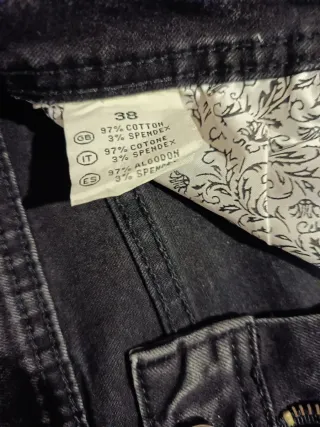 38
GB 97% COTTON
3% SPENDEX
IT 97% COTONE
3% SPENDEX
ES 97% ALGODON
3% SPENDEX